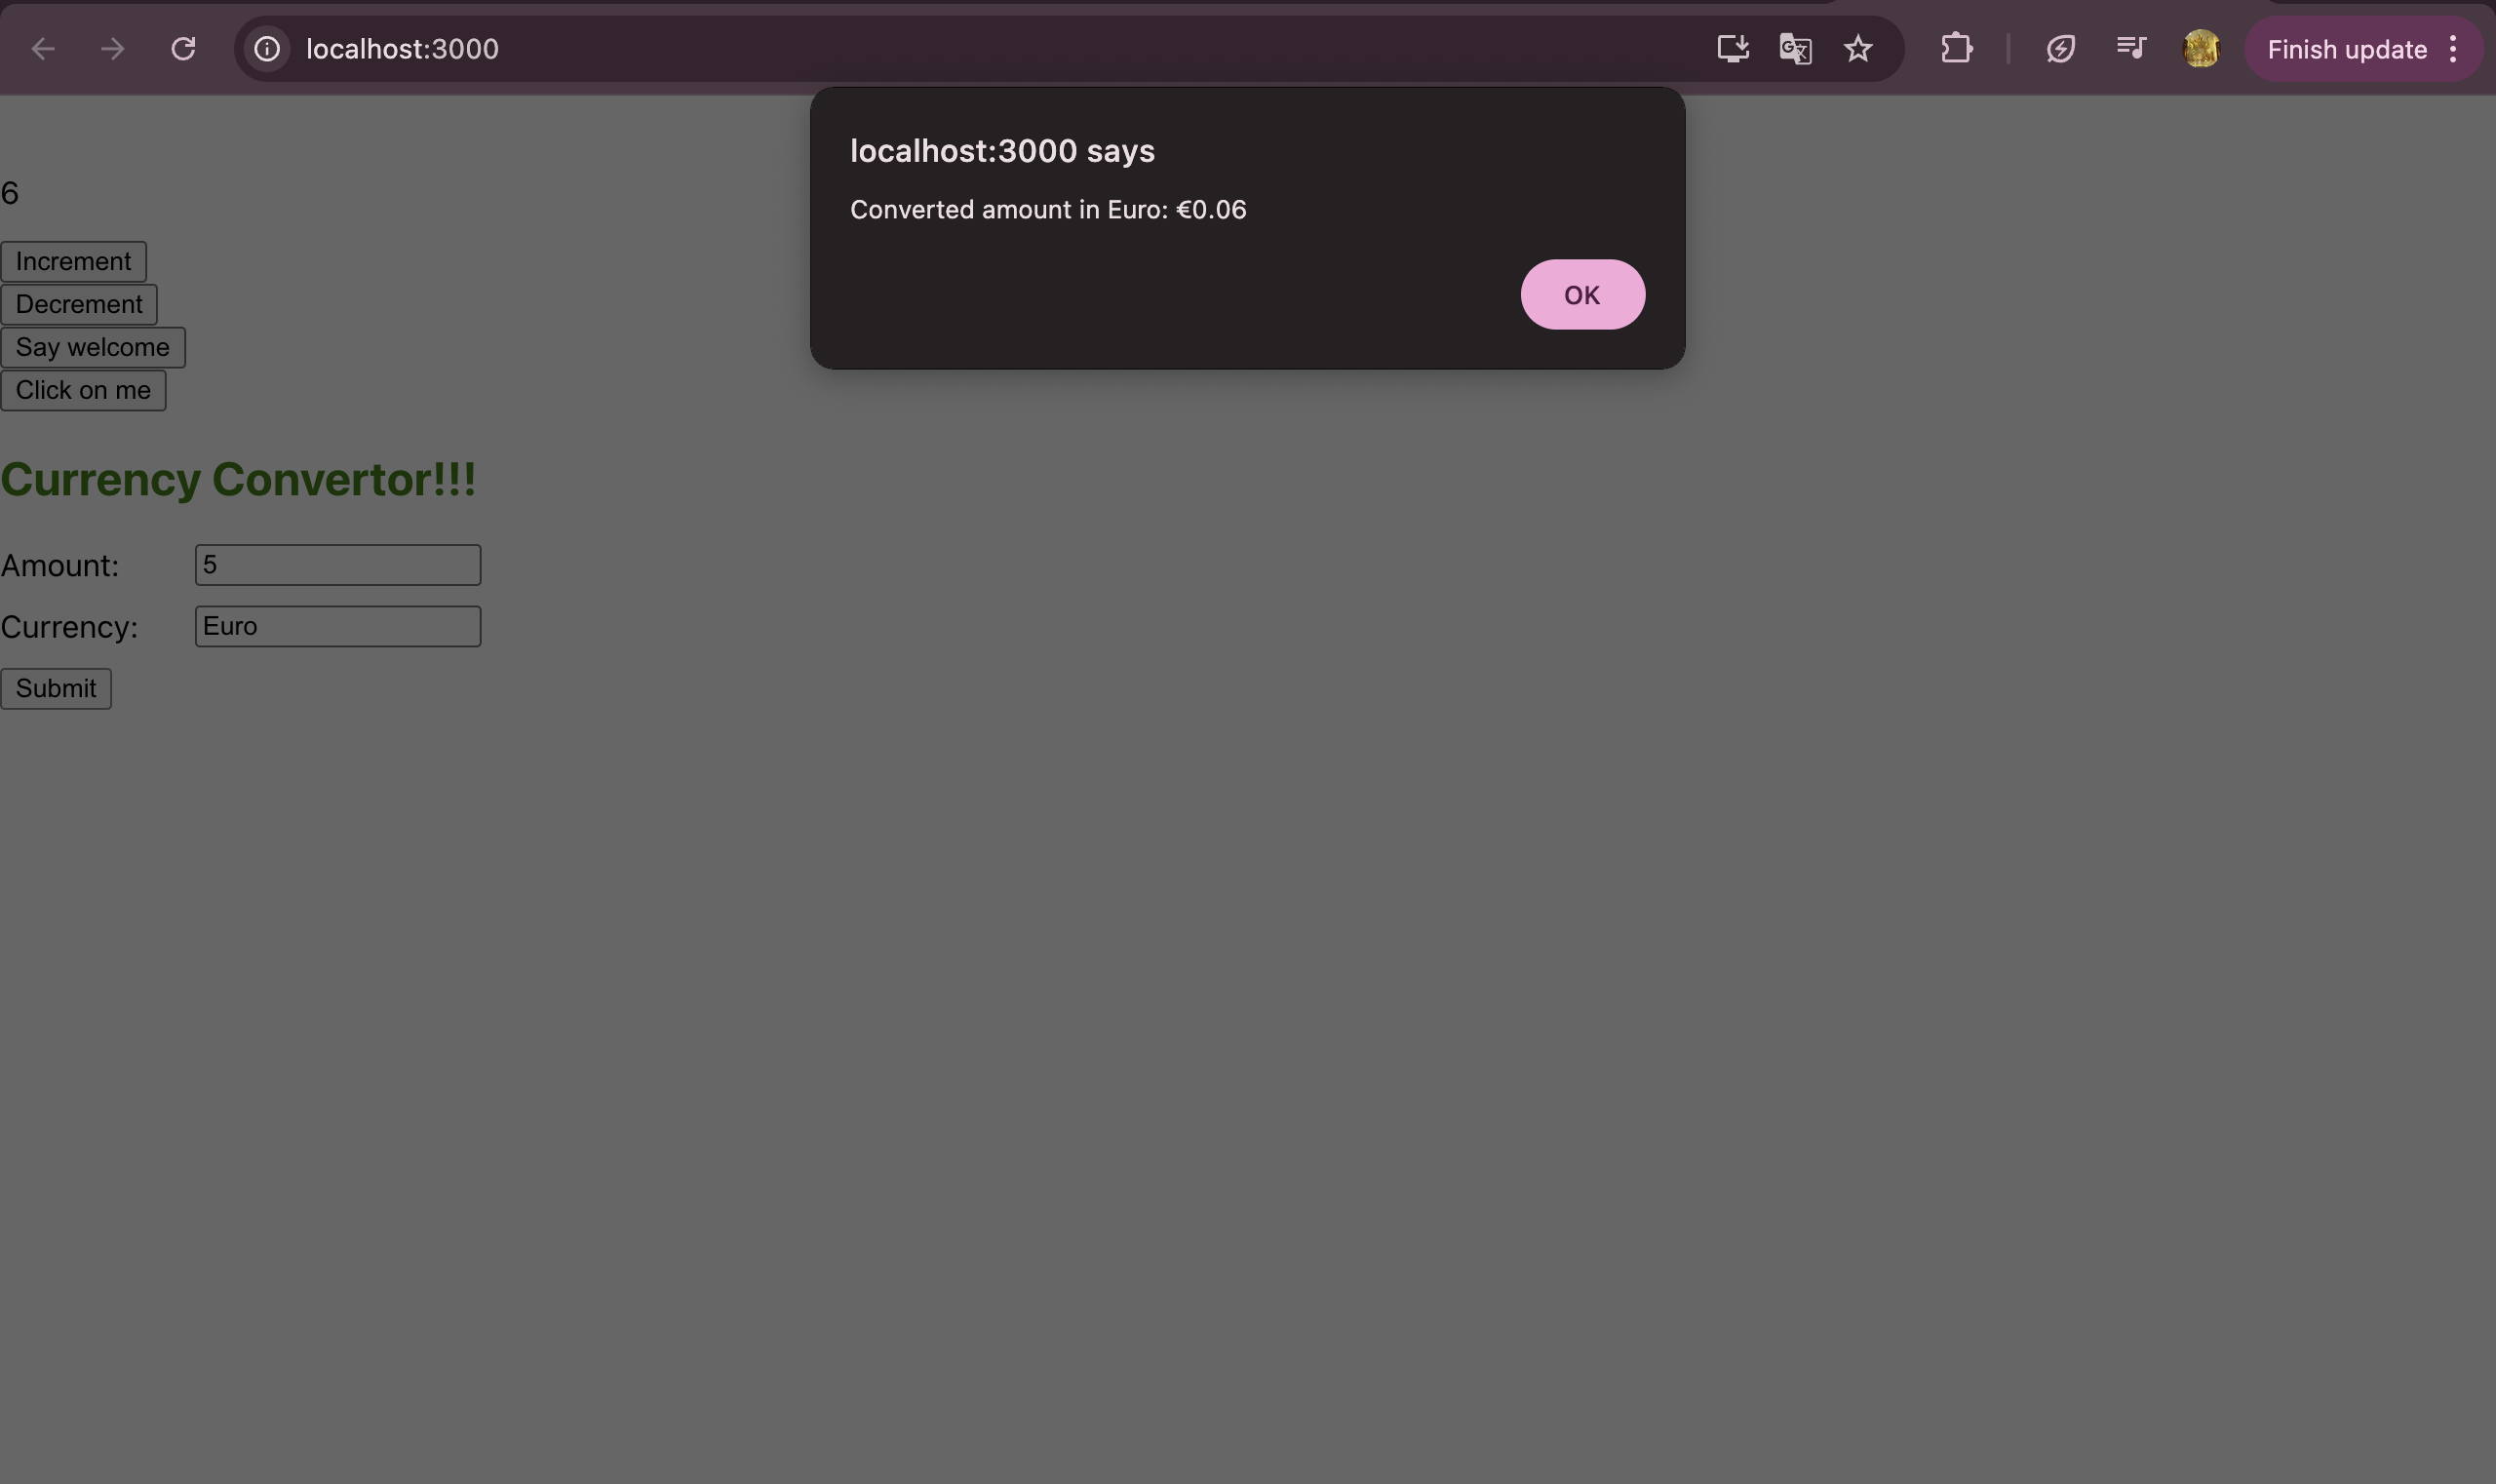 localhost:3000
Finish update
localhost:3000 says
Converted amount in Euro: €0.06
OK
6
Increment
Decrement
Say welcome
Click on me
Currency Convertor!!!
Amount: 5
Currency: Euro
Submit